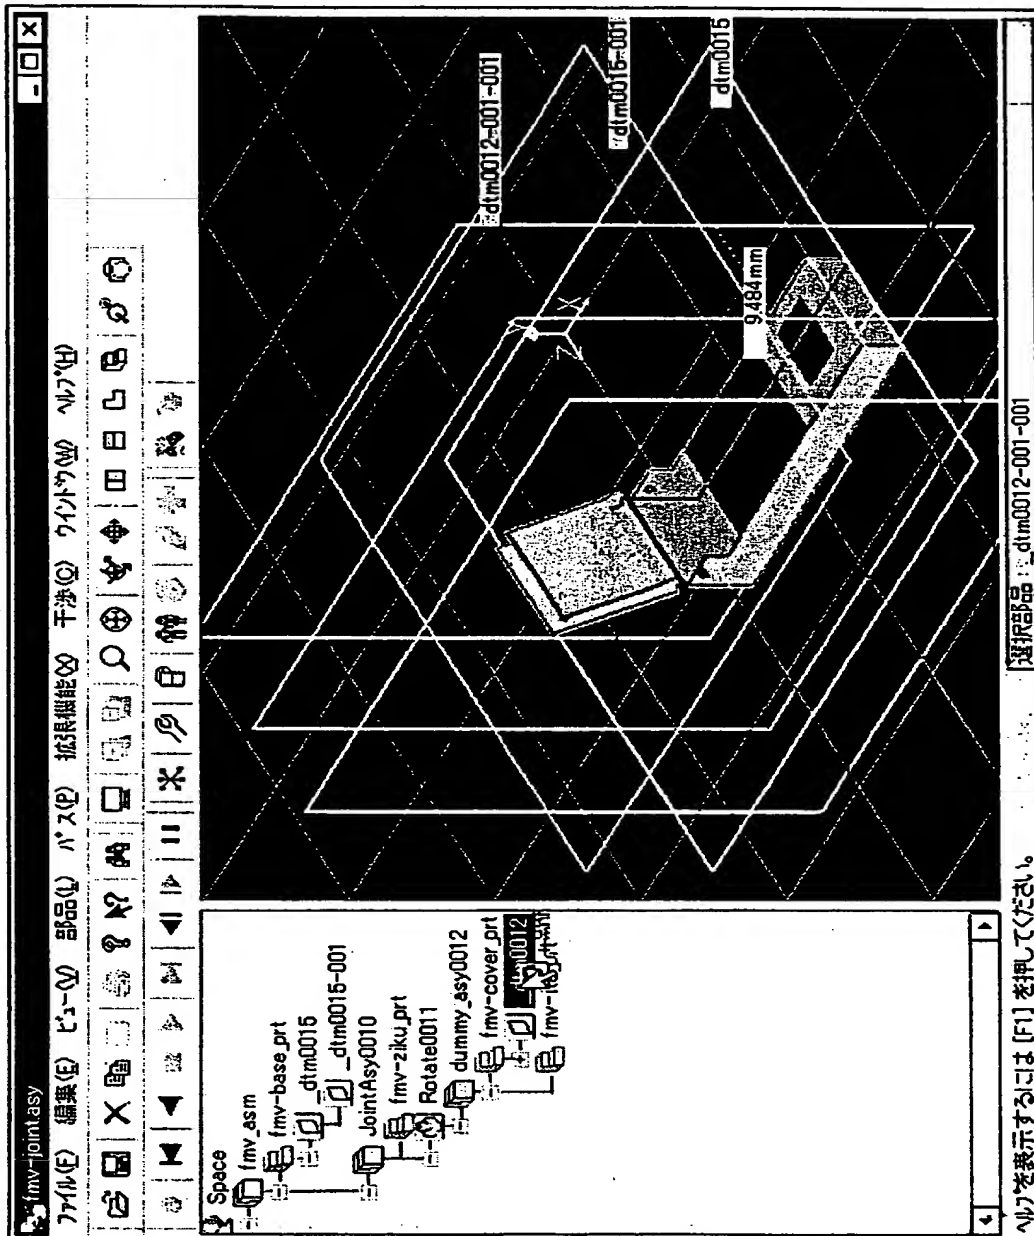 fmv-joint.asy
ファイル(F) 編集(E) ビュー(V) 部品(L) パス(P) 拡張機能(X) 干渉(O) ウインドウ(W) ヘルプ(H)
Space
fmv_asm
fmv-base_prt
_dtm0015
_dtm0015-001
JointAsy0010
fmv-ziku_prt
Rotate0011
dummy_asy0012
fmv-cover_prt
dtm0012-001-001
dtm0015-001
dtm0015
9.484mm
ヘルプを表示するには [F1] を押してください。
選択部品 : _dtm0012-001-001